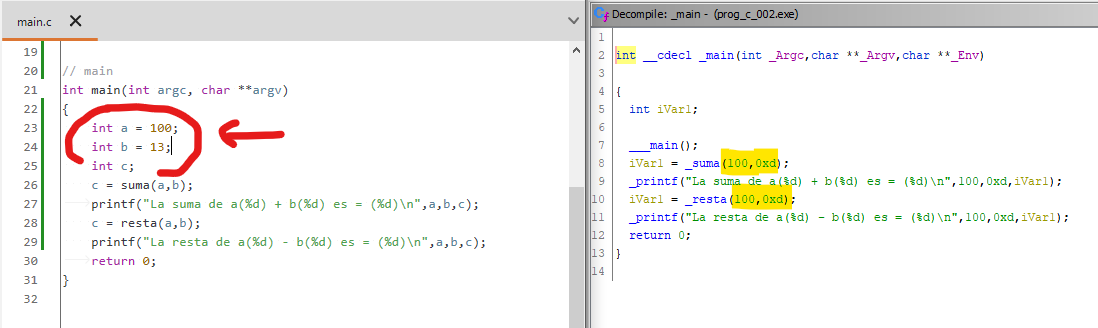 main.c
19
20 // main
21 int main(int argc, char **argv)
22 {
23 int a = 100;
24 int b = 13;
25 int c;
26 c = suma(a,b);
27 printf("La suma de a(%d) + b(%d) es = (%d)\n",a,b,c);
28 c = resta(a,b);
29 printf("La resta de a(%d) - b(%d) es = (%d)\n",a,b,c);
30 return 0;
31 }
32
Decompile: _main - (prog_c_002.exe)
1
2 int __cdecl _main(int _Argc,char **_Argv,char **_Env)
3
4 {
5 int iVar1;
6
7 ___main();
8 iVar1 = _suma(100,0xd);
9 _printf("La suma de a(%d) + b(%d) es = (%d)\n",100,0xd,iVar1);
10 iVar1 = _resta(100,0xd);
11 _printf("La resta de a(%d) - b(%d) es = (%d)\n",100,0xd,iVar1);
12 return 0;
13 }
14